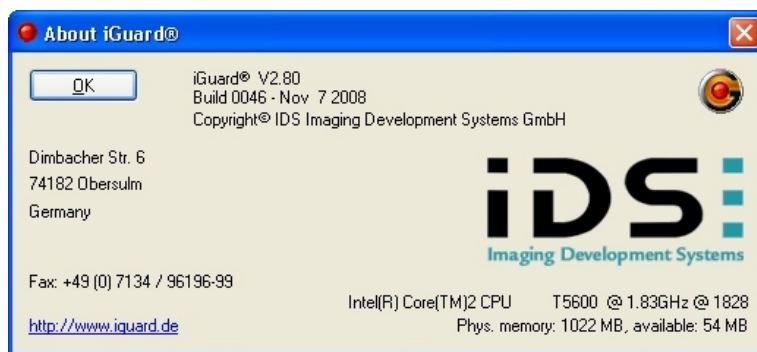 About iGuard®
OK
iGuard® V2.80
Build 0046 - Nov 7 2008
Copyright© IDS Imaging Development Systems GmbH
Dimbacher Str. 6
74182 Obersulm
Germany
iDS
Imaging Development Systems
Fax: +49 (0) 7134 / 96196-99
Intel(R) Core(TM)2 CPU T5600 @ 1.83GHz @ 1828
http://www.iguard.de
Phys. memory: 1022 MB, available: 54 MB